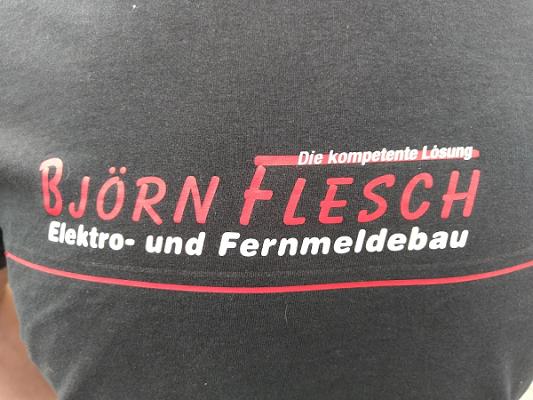 Die kompetente Lösung
BJÖRN FLESCH
Elektro- und Fernmeldebau